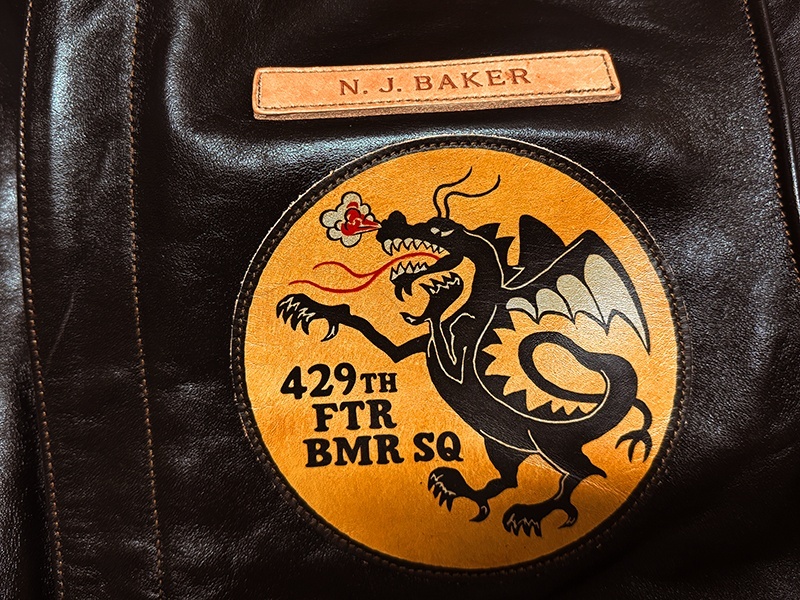 N. J. BAKER
429TH
FTR
BMR SQ